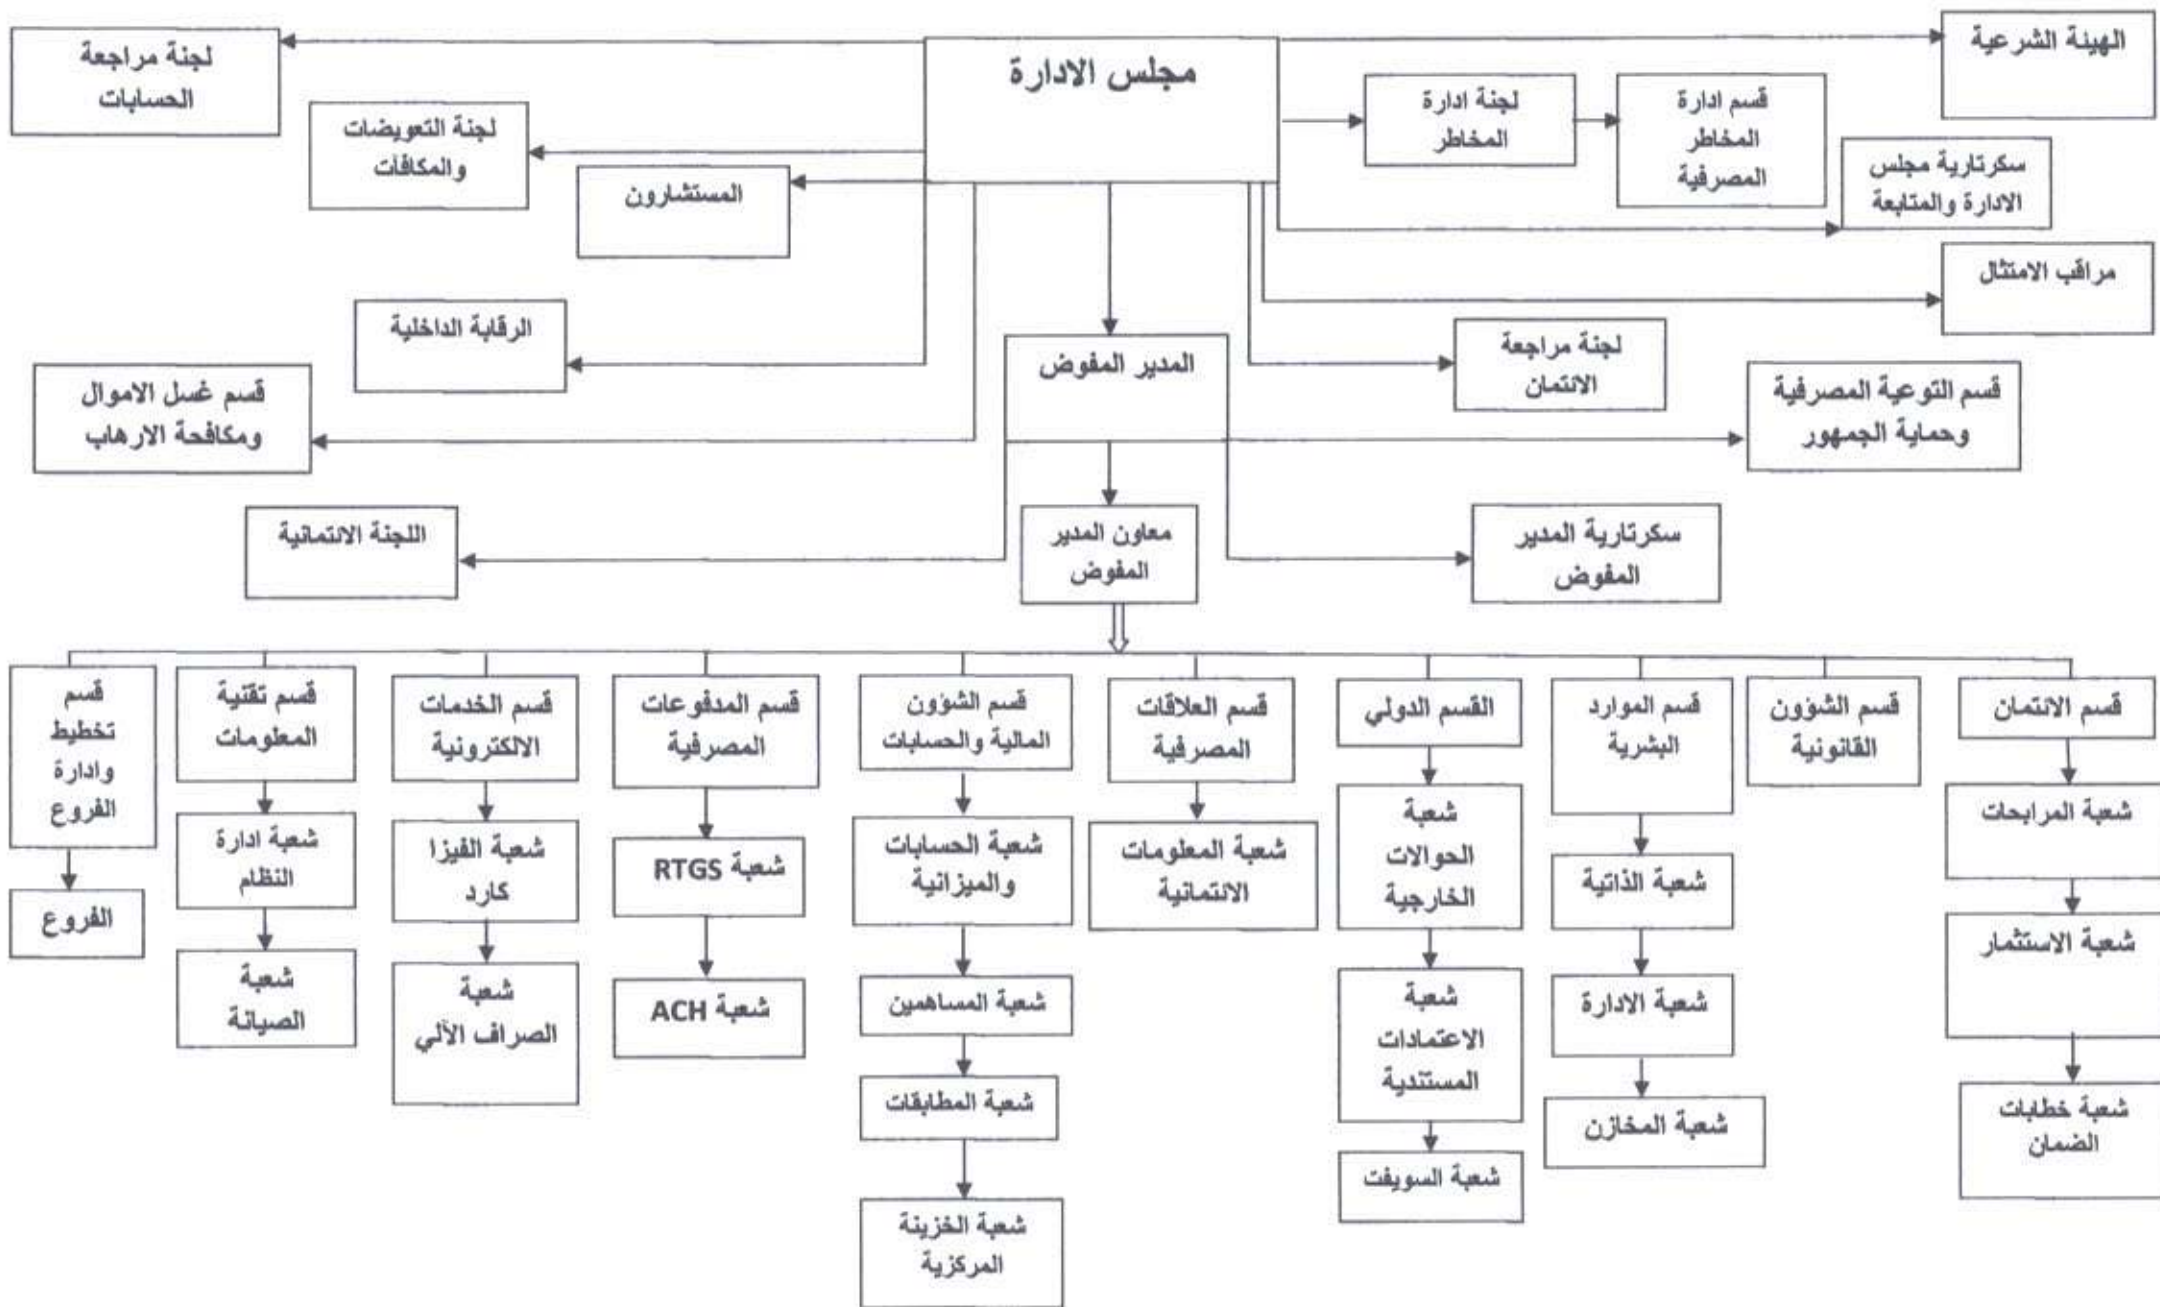 الهيئة الشرعية
مجلس الادارة
لجنة مراجعة
الحسابات
لجنة ادارة
المخاطر
قسم ادارة
المخاطر
المصرفية
لجنة التعويضات
والمكافآت
سكرتارية مجلس
الادارة والمتابعة
المستشارون
مراقب الامتثال
الرقابة الداخلية
المدير المفوض
لجنة مراجعة
الائتمان
قسم التوعية المصرفية
وحماية الجمهور
قسم غسل الاموال
ومكافحة الارهاب
اللجنة الائتمانية
معاون المدير
المفوض
سكرتارية المدير
المفوض
قسم الائتمان
شعبة المرابحات
شعبة الاستثمار
شعبة خطابات
الضمان
قسم الشؤون
القانونية
قسم الموارد
البشرية
شعبة الذاتية
شعبة الادارة
شعبة المخازن
القسم الدولي
شعبة
الحوالات
الخارجية
شعبة
الاعتمادات
المستندية
شعبة السويفت
قسم العلاقات
المصرفية
شعبة المعلومات
الائتمانية
قسم الشؤون
المالية والحسابات
شعبة الحسابات
والميزانية
شعبة المساهمين
شعبة المطابقات
شعبة الخزينة
المركزية
قسم المدفوعات
المصرفية
شعبة RTGS
شعبة ACH
قسم الخدمات
الالكترونية
شعبة الفيزا
كارد
شعبة
الصراف الآلي
قسم تقنية
المعلومات
شعبة ادارة
النظام
شعبة
الصيانة
قسم
تخطيط
وادارة
الفروع
الفروع